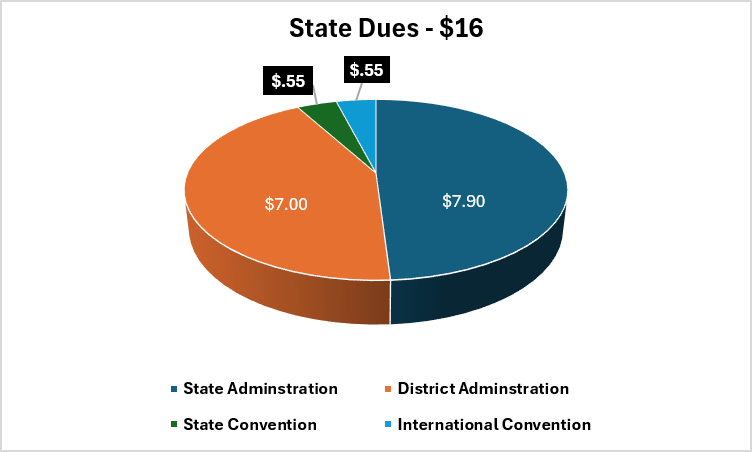 State Dues - $16
$.55
$.55
$7.00
$7.90
State Adminstration
District Adminstration
State Convention
International Convention